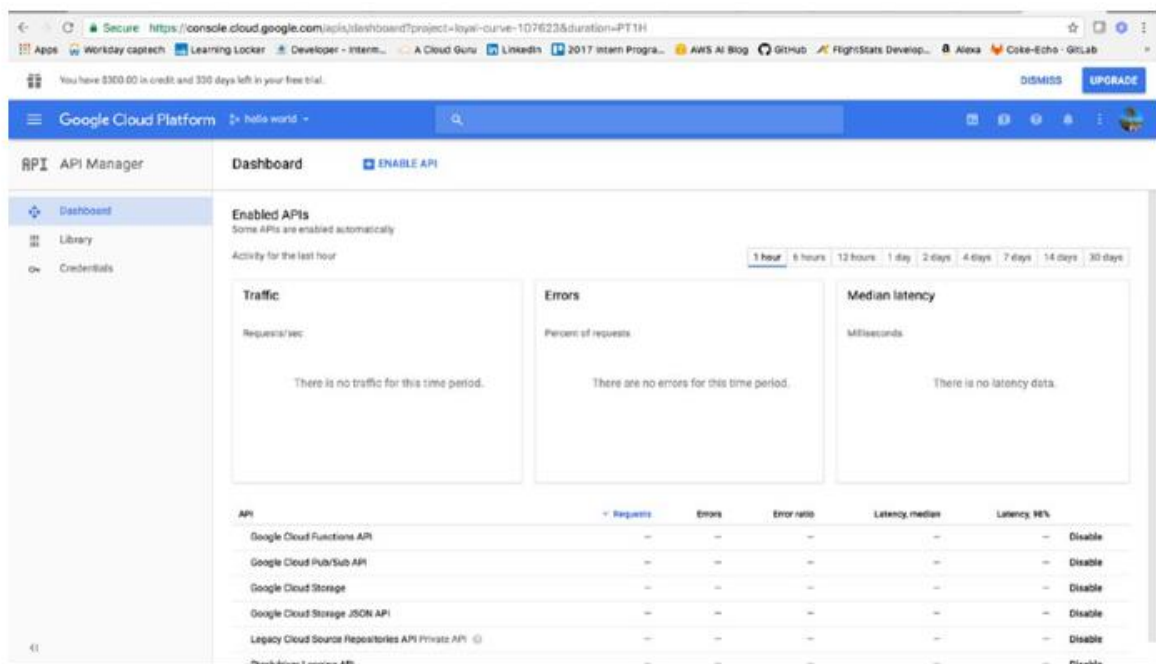 Secure https://console.cloud.google.com/apis/dashboard?project=loyal-curve-107623&duration=PT1H
Apps Workday captech Learning Locker Developer - Interm... A Cloud Guru LinkedIn 2017 Intern Progra... AWS AI Blog GitHub FlightStats Develop... Alexa Coke-Echo · GitLab
You have $300.00 in credit and 330 days left in your free trial. DISMISS UPGRADE
Google Cloud Platform hello world
API API Manager Dashboard ENABLE API
Dashboard
Library
Credentials
Enabled APIs
Some APIs are enabled automatically
Activity for the last hour 1 hour 6 hours 12 hours 1 day 2 days 4 days 7 days 14 days 30 days
Traffic
Requests/sec
There is no traffic for this time period.
Errors
Percent of requests
There are no errors for this time period.
Median latency
Milliseconds
There is no latency data.
API Requests Errors Error ratio Latency, median Latency, 98%
Google Cloud Functions API — — — — — Disable
Google Cloud Pub/Sub API — — — — — Disable
Google Cloud Storage — — — — — Disable
Google Cloud Storage JSON API — — — — — Disable
Legacy Cloud Source Repositories API Private API — — — — — Disable